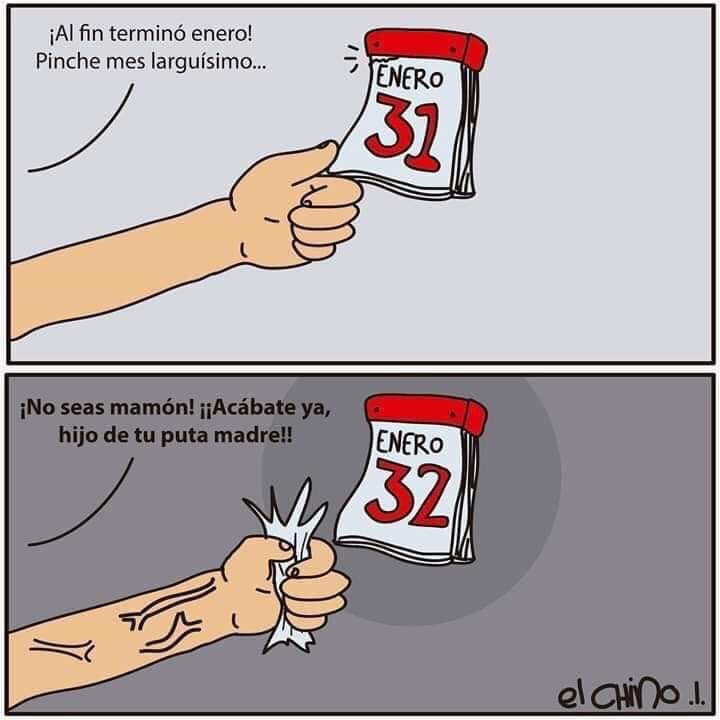 ¡Al fin terminó enero!
Pinche mes larguísimo...
ENERO
31
¡No seas mamón! ¡¡Acábate ya,
hijo de tu puta madre!!
ENERO
32
el CHiNo .I.